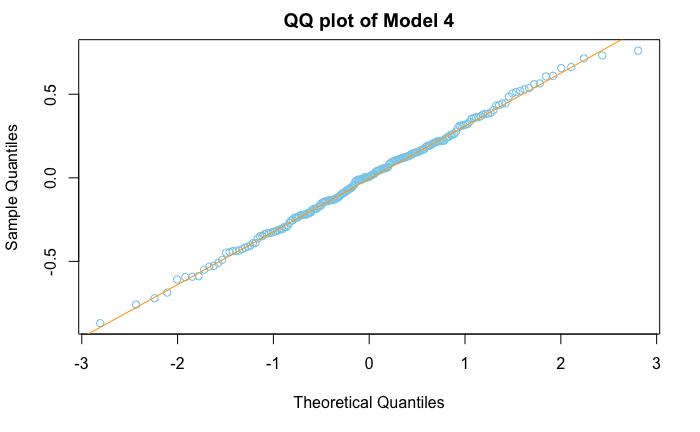 QQ plot of Model 4
Sample Quantiles
0.5
0.0
-0.5
-3 -2 -1 0 1 2 3
Theoretical Quantiles